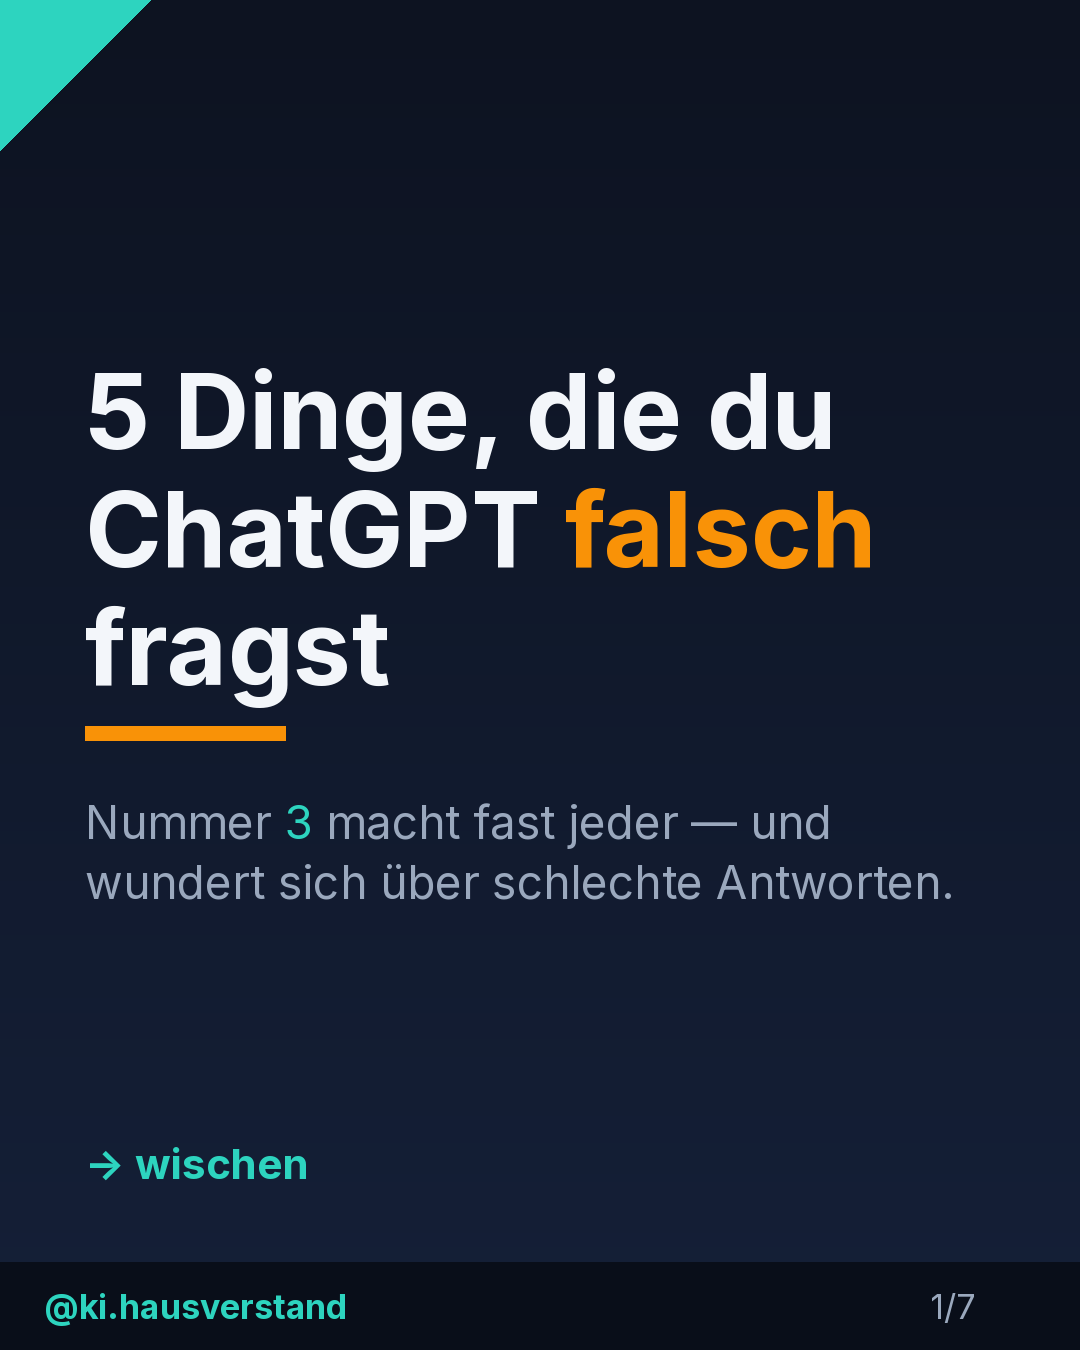 5 Dinge, die du
ChatGPT falsch
fragst
Nummer 3 macht fast jeder — und
wundert sich über schlechte Antworten.
→ wischen
@ki.hausverstand
1/7